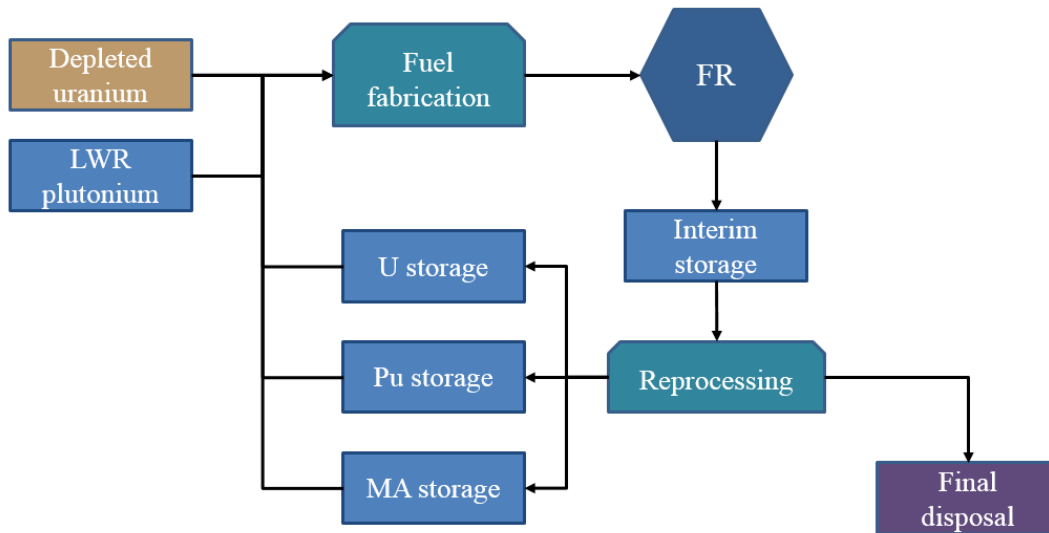 Depleted
uranium
Fuel
fabrication
FR
LWR
plutonium
Interim
storage
U storage
Pu storage
Reprocessing
MA storage
Final
disposal